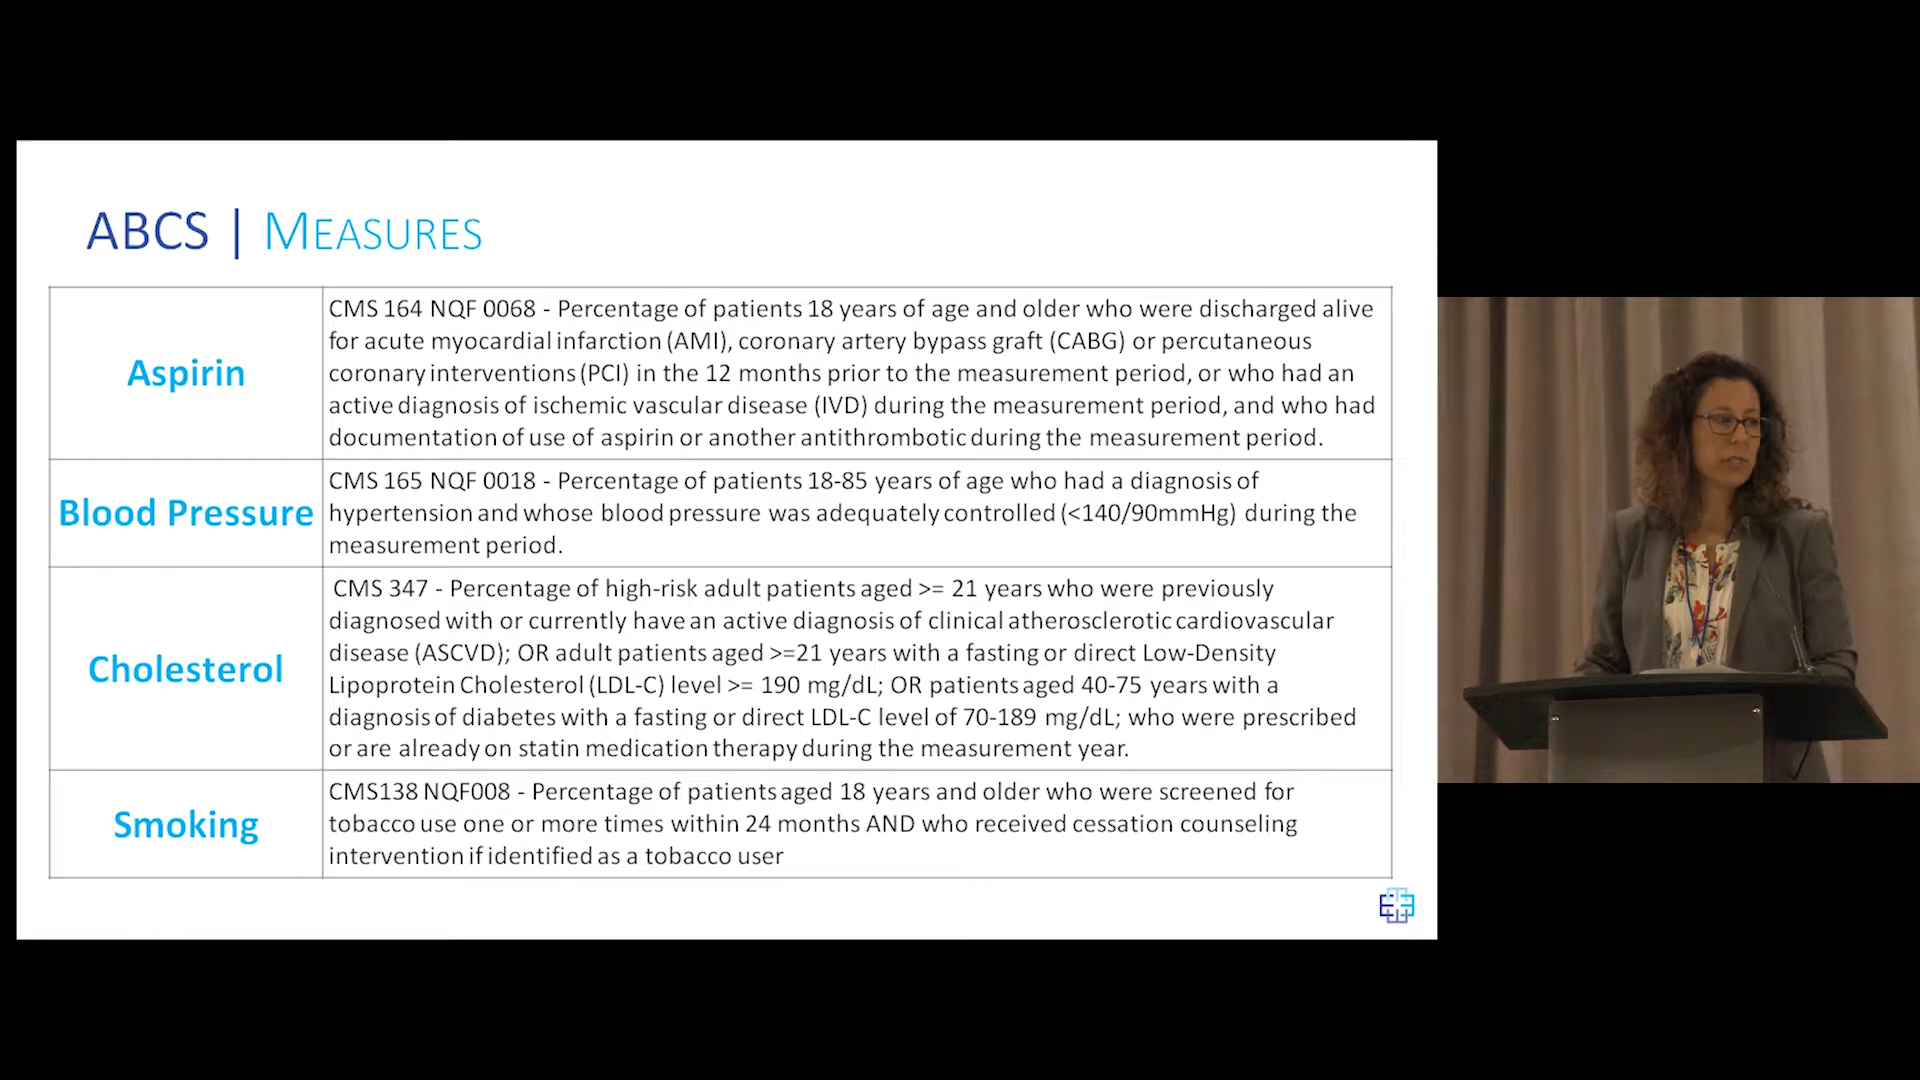 ABCS | MEASURES
Aspirin
CMS 164 NQF 0068 - Percentage of patients 18 years of age and older who were discharged alive
for acute myocardial infarction (AMI), coronary artery bypass graft (CABG) or percutaneous
coronary interventions (PCI) in the 12 months prior to the measurement period, or who had an
active diagnosis of ischemic vascular disease (IVD) during the measurement period, and who had
documentation of use of aspirin or another antithrombotic during the measurement period.
Blood Pressure
CMS 165 NQF 0018 - Percentage of patients 18-85 years of age who had a diagnosis of
hypertension and whose blood pressure was adequately controlled (<140/90mmHg) during the
measurement period.
Cholesterol
CMS 347 - Percentage of high-risk adult patients aged >= 21 years who were previously
diagnosed with or currently have an active diagnosis of clinical atherosclerotic cardiovascular
disease (ASCVD); OR adult patients aged >=21 years with a fasting or direct Low-Density
Lipoprotein Cholesterol (LDL-C) level >= 190 mg/dL; OR patients aged 40-75 years with a
diagnosis of diabetes with a fasting or direct LDL-C level of 70-189 mg/dL; who were prescribed
or are already on statin medication therapy during the measurement year.
Smoking
CMS138 NQF008 - Percentage of patients aged 18 years and older who were screened for
tobacco use one or more times within 24 months AND who received cessation counseling
intervention if identified as a tobacco user